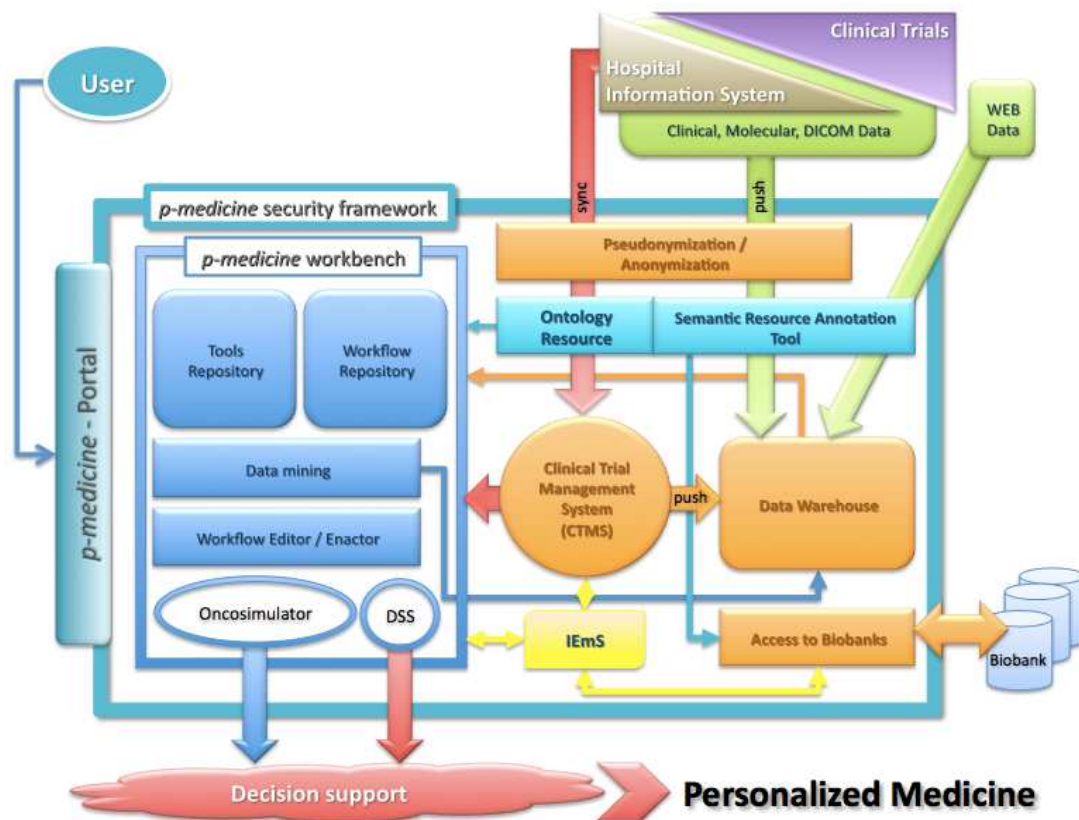 User
Clinical Trials
Hospital
Information System
Clinical, Molecular, DICOM Data
WEB
Data
sync
push
p-medicine security framework
p-medicine workbench
p-medicine - Portal
Pseudonymization /
Anonymization
Ontology
Resource
Semantic Resource Annotation
Tool
Tools
Repository
Workflow
Repository
Data mining
Workflow Editor / Enactor
Clinical Trial
Management
System
(CTMS)
push
Data Warehouse
Oncosimulator
DSS
IEmS
Access to Biobanks
Biobank
Decision support
Personalized Medicine